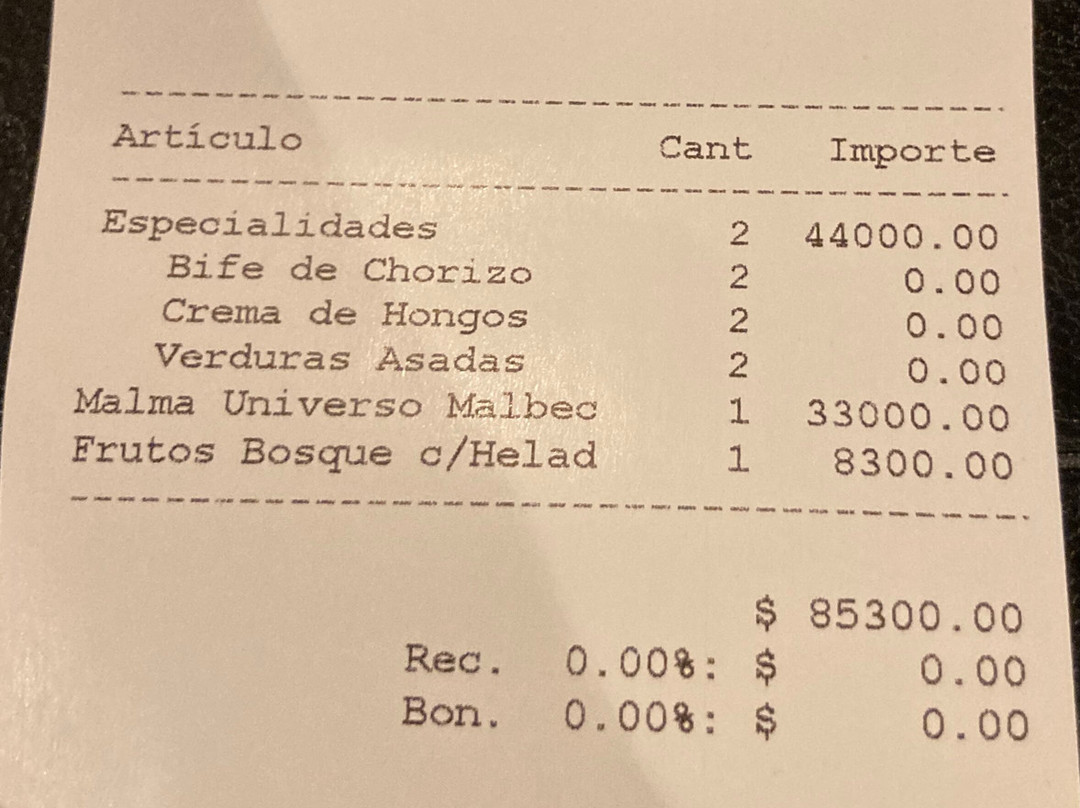 Artículo Cant Importe
Especialidades 2 44000.00
Bife de Chorizo 2 0.00
Crema de Hongos 2 0.00
Verduras Asadas 2 0.00
Malma Universo Malbec 1 33000.00
Frutos Bosque c/Helad 1 8300.00
$ 85300.00
Rec. 0.00%: $ 0.00
Bon. 0.00%: $ 0.00